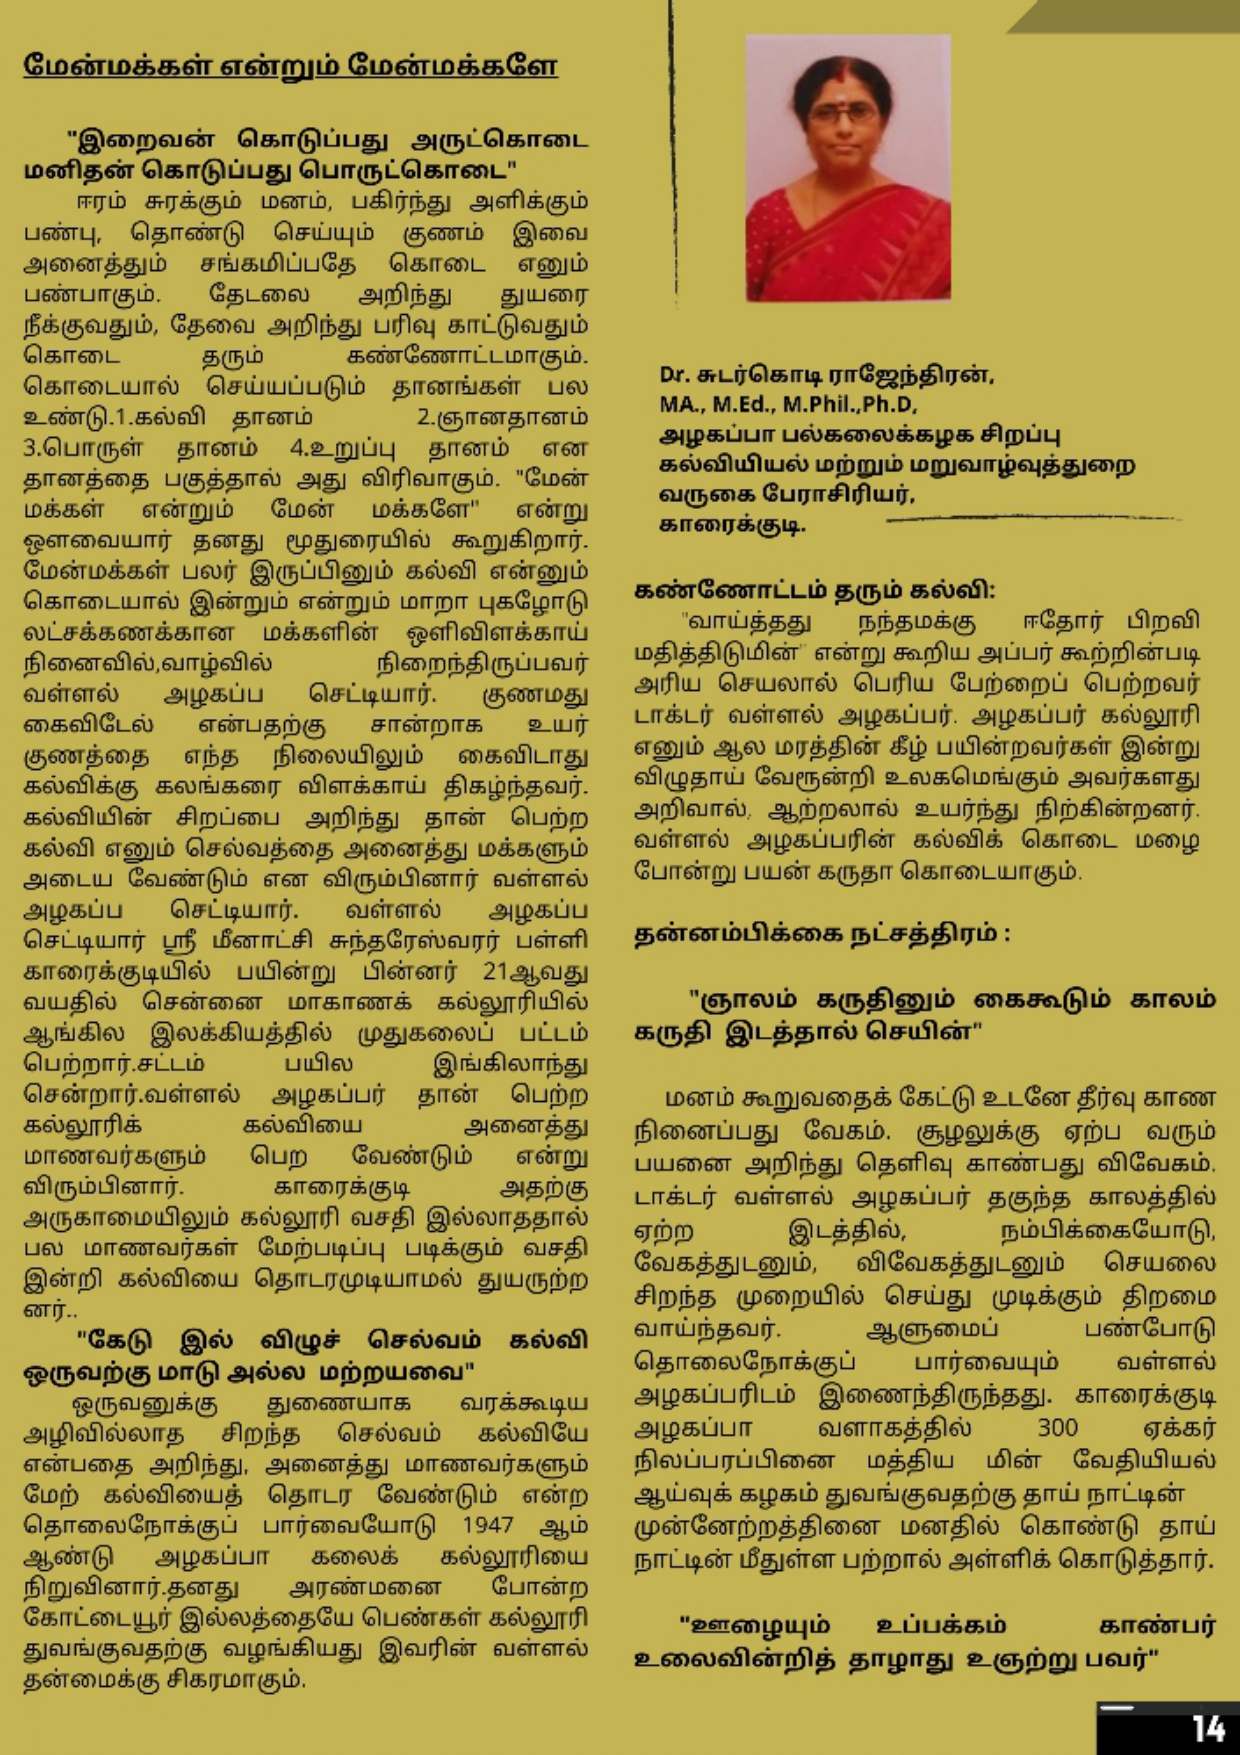 மேன்மக்கள் என்றும் மேன்மக்களே
"இறைவன் கொடுப்பது அருட்கொடை
மனிதன் கொடுப்பது பொருட்கொடை"
ஈரம் சுரக்கும் மனம், பகிர்ந்து அளிக்கும்
பண்பு, தொண்டு செய்யும் குணம் இவை
அனைத்தும் சங்கமிப்பதே கொடை எனும்
பண்பாகும். தேடலை அறிந்து துயரை
நீக்குவதும், தேவை அறிந்து பரிவு காட்டுவதும்
கொடை தரும் கண்ணோட்டமாகும்.
கொடையால் செய்யப்படும் தானங்கள் பல
உண்டு.1.கல்வி தானம் 2.ஞானதானம்
3.பொருள் தானம் 4.உறுப்பு தானம் என
தானத்தை பகுத்தால் அது விரிவாகும். "மேன்
மக்கள் என்றும் மேன் மக்களே" என்று
ஔவையார் தனது மூதுரையில் கூறுகிறார்.
மேன்மக்கள் பலர் இருப்பினும் கல்வி என்னும்
கொடையால் இன்றும் என்றும் மாறா புகழோடு
லட்சக்கணக்கான மக்களின் ஒளிவிளக்காய்
நினைவில்,வாழ்வில் நிறைந்திருப்பவர்
வள்ளல் அழகப்ப செட்டியார். குணமது
கைவிடேல் என்பதற்கு சான்றாக உயர்
குணத்தை எந்த நிலையிலும் கைவிடாது
கல்விக்கு கலங்கரை விளக்காய் திகழ்ந்தவர்.
கல்வியின் சிறப்பை அறிந்து தான் பெற்ற
கல்வி எனும் செல்வத்தை அனைத்து மக்களும்
அடைய வேண்டும் என விரும்பினார் வள்ளல்
அழகப்ப செட்டியார். வள்ளல் அழகப்ப
செட்டியார் ஸ்ரீ மீனாட்சி சுந்தரேஸ்வரர் பள்ளி
காரைக்குடியில் பயின்று பின்னர் 21ஆவது
வயதில் சென்னை மாகாணக் கல்லூரியில்
ஆங்கில இலக்கியத்தில் முதுகலைப் பட்டம்
பெற்றார்.சட்டம் பயில இங்கிலாந்து
சென்றார்.வள்ளல் அழகப்பர் தான் பெற்ற
கல்லூரிக் கல்வியை அனைத்து
மாணவர்களும் பெற வேண்டும் என்று
விரும்பினார். காரைக்குடி அதற்கு
அருகாமையிலும் கல்லூரி வசதி இல்லாததால்
பல மாணவர்கள் மேற்படிப்பு படிக்கும் வசதி
இன்றி கல்வியை தொடரமுடியாமல் துயருற்ற
னர்..
"கேடு இல் விழுச் செல்வம் கல்வி
ஒருவற்கு மாடு அல்ல மற்றயவை"
ஒருவனுக்கு துணையாக வரக்கூடிய
அழிவில்லாத சிறந்த செல்வம் கல்வியே
என்பதை அறிந்து, அனைத்து மாணவர்களும்
மேற் கல்வியைத் தொடர வேண்டும் என்ற
தொலைநோக்குப் பார்வையோடு 1947 ஆம்
ஆண்டு அழகப்பா கலைக் கல்லூரியை
நிறுவினார்.தனது அரண்மனை போன்ற
கோட்டையூர் இல்லத்தையே பெண்கள் கல்லூரி
துவங்குவதற்கு வழங்கியது இவரின் வள்ளல்
தன்மைக்கு சிகரமாகும்.
Dr. சுடர்கொடி ராஜேந்திரன்,
MA., M.Ed., M.Phil.,Ph.D,
அழகப்பா பல்கலைக்கழக சிறப்பு
கல்வியியல் மற்றும் மறுவாழ்வுத்துறை
வருகை பேராசிரியர்,
காரைக்குடி.
கண்ணோட்டம் தரும் கல்வி:
"வாய்த்தது நந்தமக்கு ஈதோர் பிறவி
மதித்திடுமின்" என்று கூறிய அப்பர் கூற்றின்படி
அரிய செயலால் பெரிய பேற்றைப் பெற்றவர்
டாக்டர் வள்ளல் அழகப்பர். அழகப்பர் கல்லூரி
எனும் ஆல மரத்தின் கீழ் பயின்றவர்கள் இன்று
விழுதாய் வேரூன்றி உலகமெங்கும் அவர்களது
அறிவால், ஆற்றலால் உயர்ந்து நிற்கின்றனர்.
வள்ளல் அழகப்பரின் கல்விக் கொடை மழை
போன்று பயன் கருதா கொடையாகும்.
தன்னம்பிக்கை நட்சத்திரம் :
"ஞாலம் கருதினும் கைகூடும் காலம்
கருதி இடத்தால் செயின்"
மனம் கூறுவதைக் கேட்டு உடனே தீர்வு காண
நினைப்பது வேகம். சூழலுக்கு ஏற்ப வரும்
பயனை அறிந்து தெளிவு காண்பது விவேகம்.
டாக்டர் வள்ளல் அழகப்பர் தகுந்த காலத்தில்
ஏற்ற இடத்தில், நம்பிக்கையோடு,
வேகத்துடனும், விவேகத்துடனும் செயலை
சிறந்த முறையில் செய்து முடிக்கும் திறமை
வாய்ந்தவர். ஆளுமைப் பண்போடு
தொலைநோக்குப் பார்வையும் வள்ளல்
அழகப்பரிடம் இணைந்திருந்தது. காரைக்குடி
அழகப்பா வளாகத்தில் 300 ஏக்கர்
நிலப்பரப்பினை மத்திய மின் வேதியியல்
ஆய்வுக் கழகம் துவங்குவதற்கு தாய் நாட்டின்
முன்னேற்றத்தினை மனதில் கொண்டு தாய்
நாட்டின் மீதுள்ள பற்றால் அள்ளிக் கொடுத்தார்.
"ஊழையும் உப்பக்கம் காண்பர்
உலைவின்றித் தாழாது உஞற்று பவர்"
14